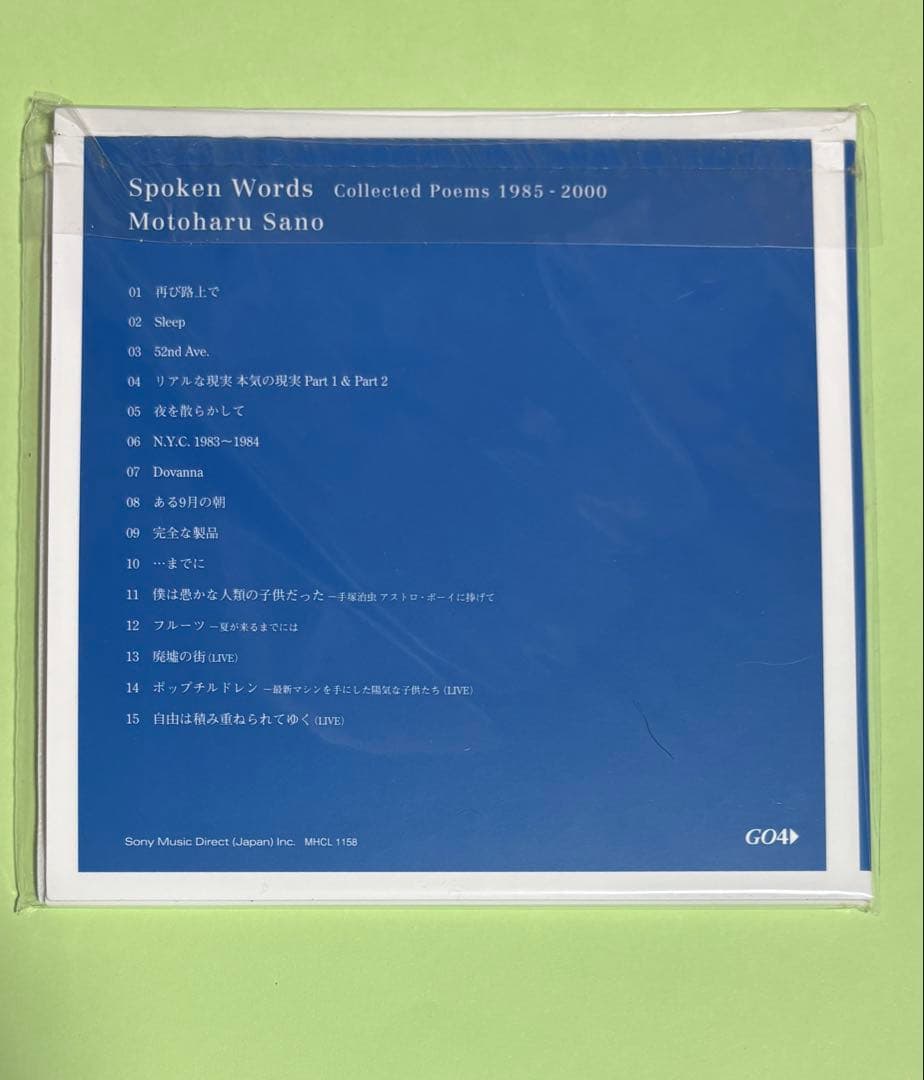 Spoken Words Collected Poems 1985 - 2000
Motoharu Sano
01 再び路上で
02 Sleep
03 52nd Ave.
04 リアルな現実 本気の現実 Part 1 & Part 2
05 夜を散らかして
06 N.Y.C. 1983～1984
07 Dovanna
08 ある9月の朝
09 完全な製品
10 …までに
11 僕は愚かな人類の子供だった －手塚治虫 アストロ・ボーイに捧げて
12 フルーツ －夏が来るまでには
13 廃墟の街 (LIVE)
14 ポップチルドレン －最新マシンを手にした陽気な子供たち (LIVE)
15 自由は積み重ねられてゆく (LIVE)
Sony Music Direct (Japan) Inc. MHCL 1158
GO4